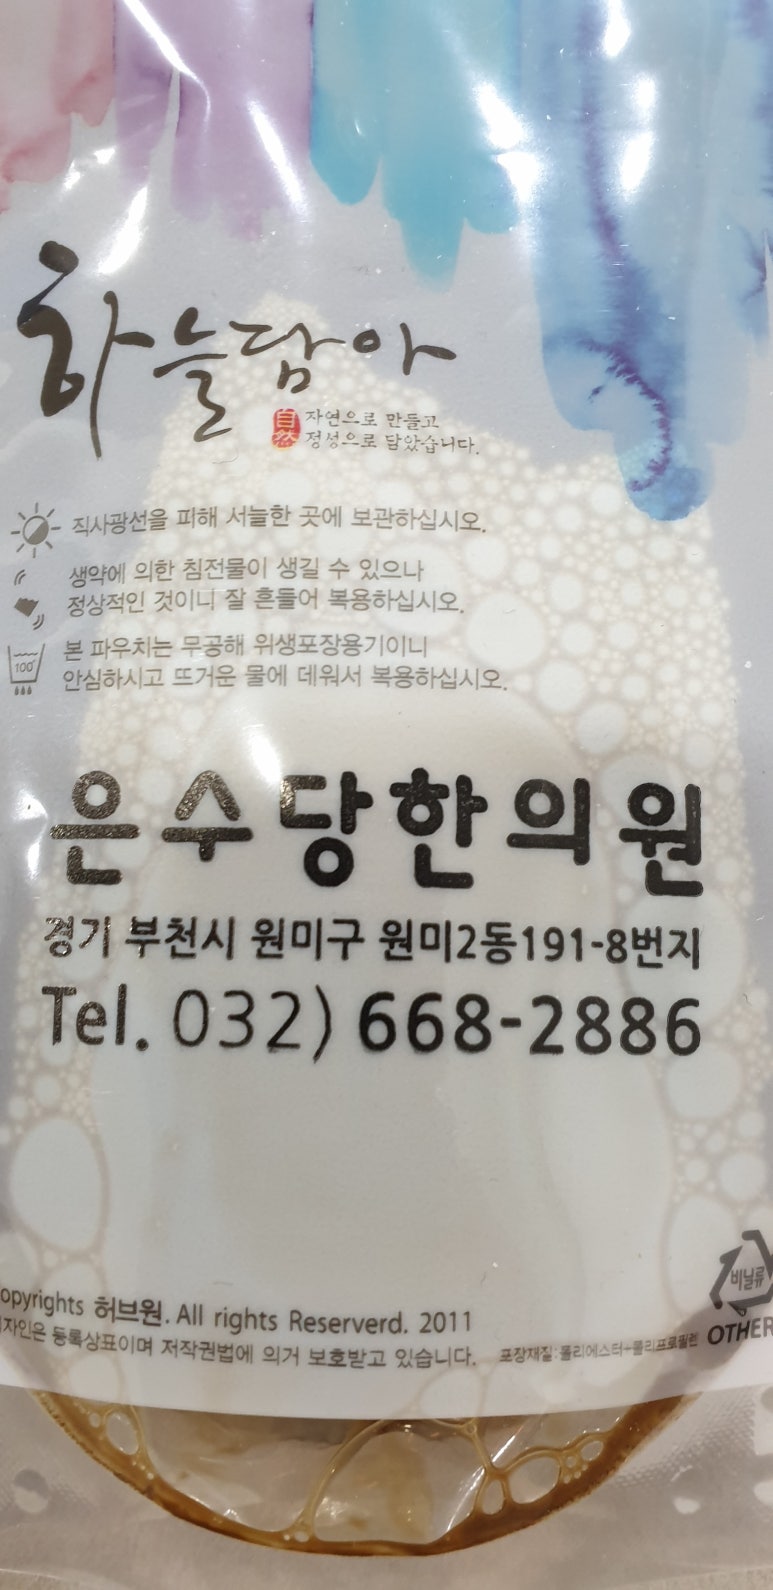 하늘담아
自然
자연으로 만들고
정성으로 담았습니다.
직사광선을 피해 서늘한 곳에 보관하십시오.
생약에 의한 침전물이 생길 수 있으나
정상적인 것이니 잘 흔들어 복용하십시오.
100°
본 파우치는 무공해 위생포장용기이니
안심하시고 뜨거운 물에 데워서 복용하십시오.
은수당한의원
경기 부천시 원미구 원미2동191-8번지
Tel. 032) 668-2886
비닐류
OTHER
opyrights 허브원. All rights Reserverd. 2011
자인은 등록상표이며 저작권법에 의거 보호받고 있습니다.
포장재질:폴리에스터+폴리프로필렌